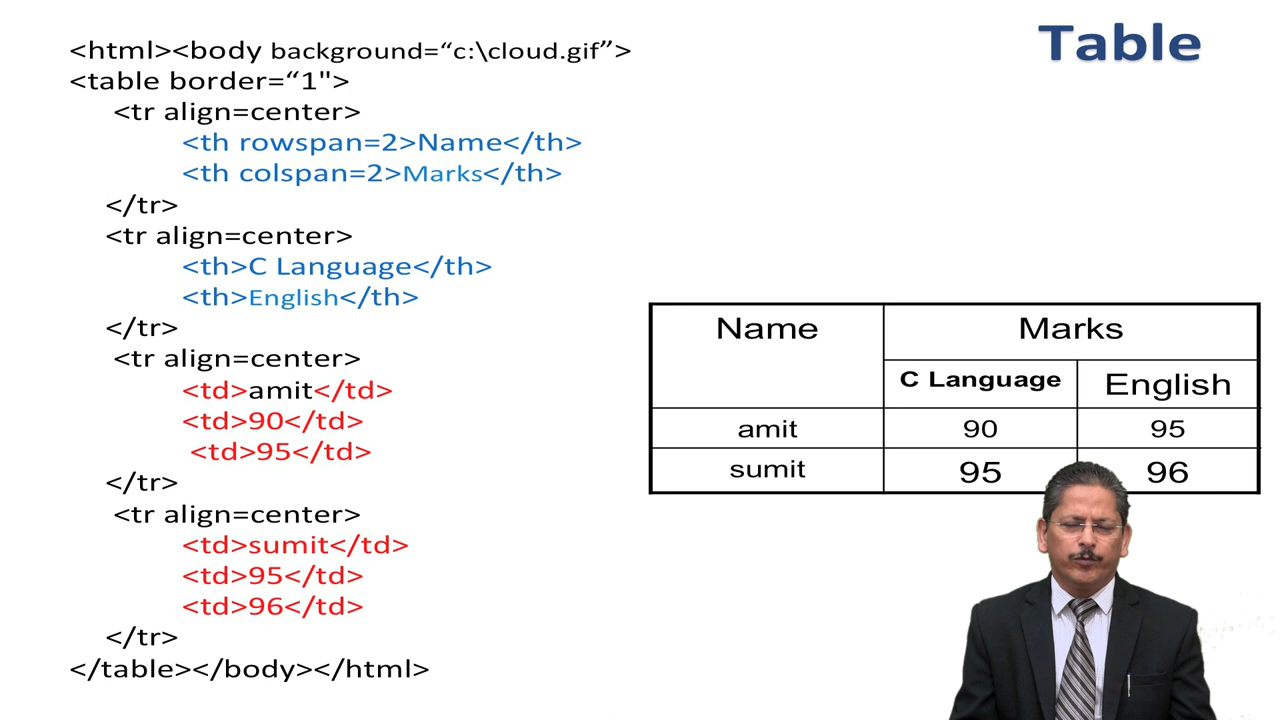 Table
<html><body background=“c:\cloud.gif”>
<table border=“1">
<tr align=center>
<th rowspan=2>Name</th>
<th colspan=2>Marks</th>
</tr>
<tr align=center>
<th>C Language</th>
<th>English</th>
</tr>
<tr align=center>
<td>amit</td>
<td>90</td>
<td>95</td>
</tr>
<tr align=center>
<td>sumit</td>
<td>95</td>
<td>96</td>
</tr>
</table></body></html>
Name Marks
C Language English
amit 90 95
sumit 95 96